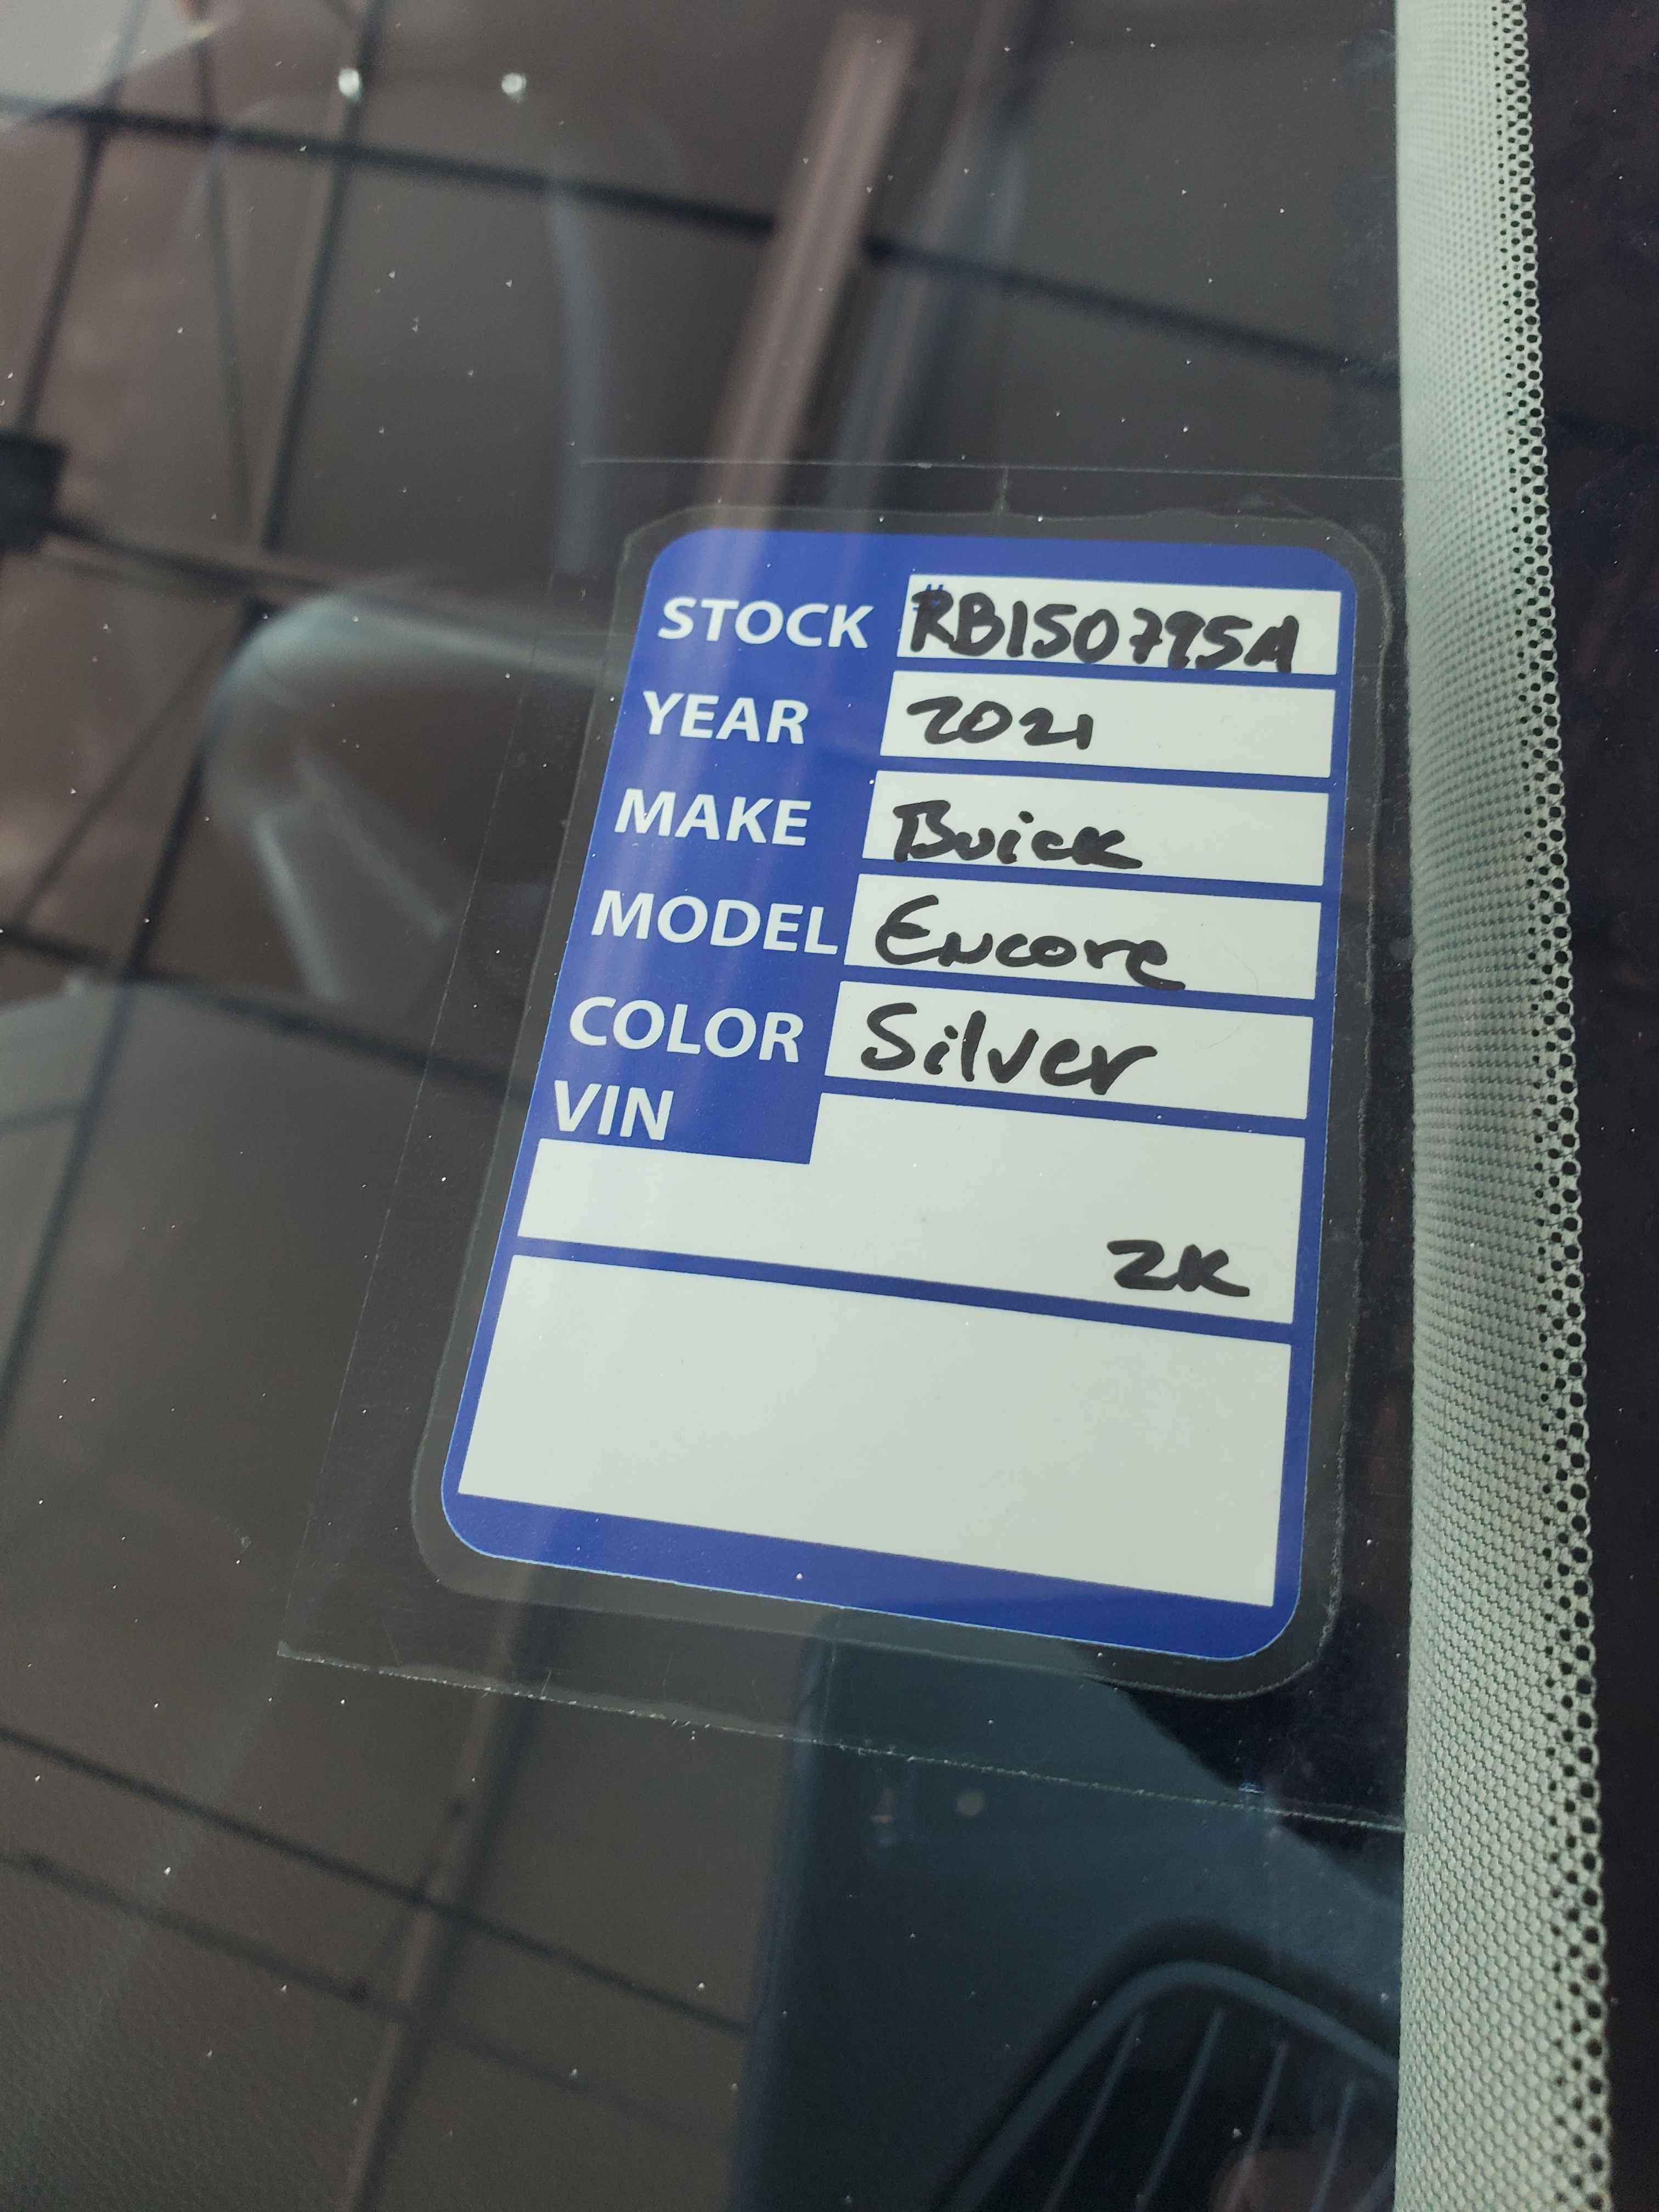 STOCK # RB150795A
YEAR 2021
MAKE Buick
MODEL Encore
COLOR Silver
VIN
2K